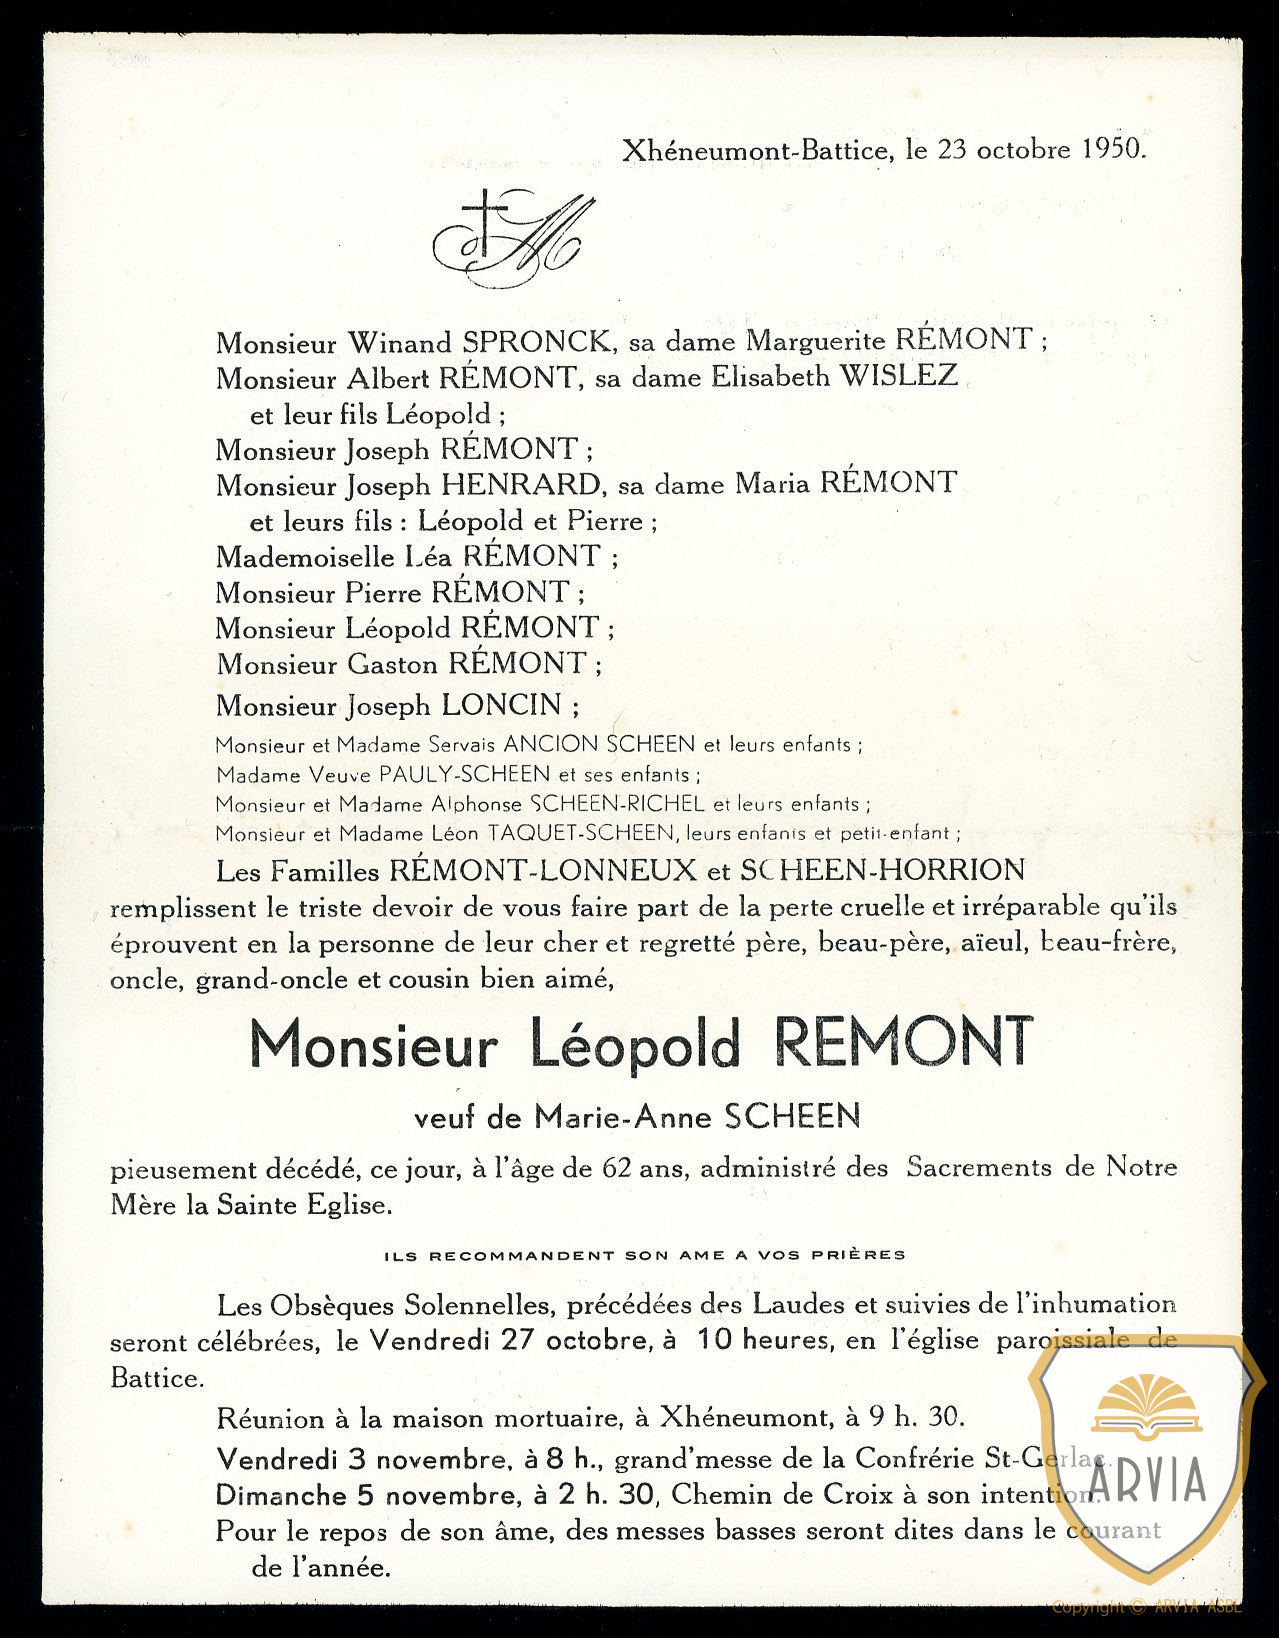 Xhéneumont-Battice, le 23 octobre 1950.
M
Monsieur Winand SPRONCK, sa dame Marguerite RÉMONT ;
Monsieur Albert RÉMONT, sa dame Elisabeth WISLEZ
et leur fils Léopold ;
Monsieur Joseph RÉMONT ;
Monsieur Joseph HENRARD, sa dame Maria RÉMONT
et leurs fils : Léopold et Pierre ;
Mademoiselle Léa RÉMONT ;
Monsieur Pierre RÉMONT ;
Monsieur Léopold RÉMONT ;
Monsieur Gaston RÉMONT ;
Monsieur Joseph LONCIN ;
Monsieur et Madame Servais ANCION SCHEEN et leurs enfants ;
Madame Veuve PAULY-SCHEEN et ses enfants ;
Monsieur et Madame Alphonse SCHEEN-RICHEL et leurs enfants ;
Monsieur et Madame Léon TAQUET-SCHEEN, leurs enfants et petit-enfant ;
Les Familles RÉMONT-LONNEUX et SCHEEN-HORRION
remplissent le triste devoir de vous faire part de la perte cruelle et irréparable qu'ils
éprouvent en la personne de leur cher et regretté père, beau-père, aïeul, beau-frère,
oncle, grand-oncle et cousin bien aimé,
Monsieur Léopold REMONT
veuf de Marie-Anne SCHEEN
pieusement décédé, ce jour, à l'âge de 62 ans, administré des Sacrements de Notre
Mère la Sainte Eglise.
ILS RECOMMANDENT SON AME A VOS PRIÈRES
Les Obsèques Solennelles, précédées des Laudes et suivies de l'inhumation
seront célébrées, le Vendredi 27 octobre, à 10 heures, en l'église paroissiale de
Battice.
Réunion à la maison mortuaire, à Xhéneumont, à 9 h. 30.
Vendredi 3 novembre, à 8 h., grand'messe de la Confrérie St-Gerlac.
Dimanche 5 novembre, à 2 h. 30, Chemin de Croix à son intention.
Pour le repos de son âme, des messes basses seront dites dans le courant
de l'année.
ARVIA
Copyright © ARVIA ASBL